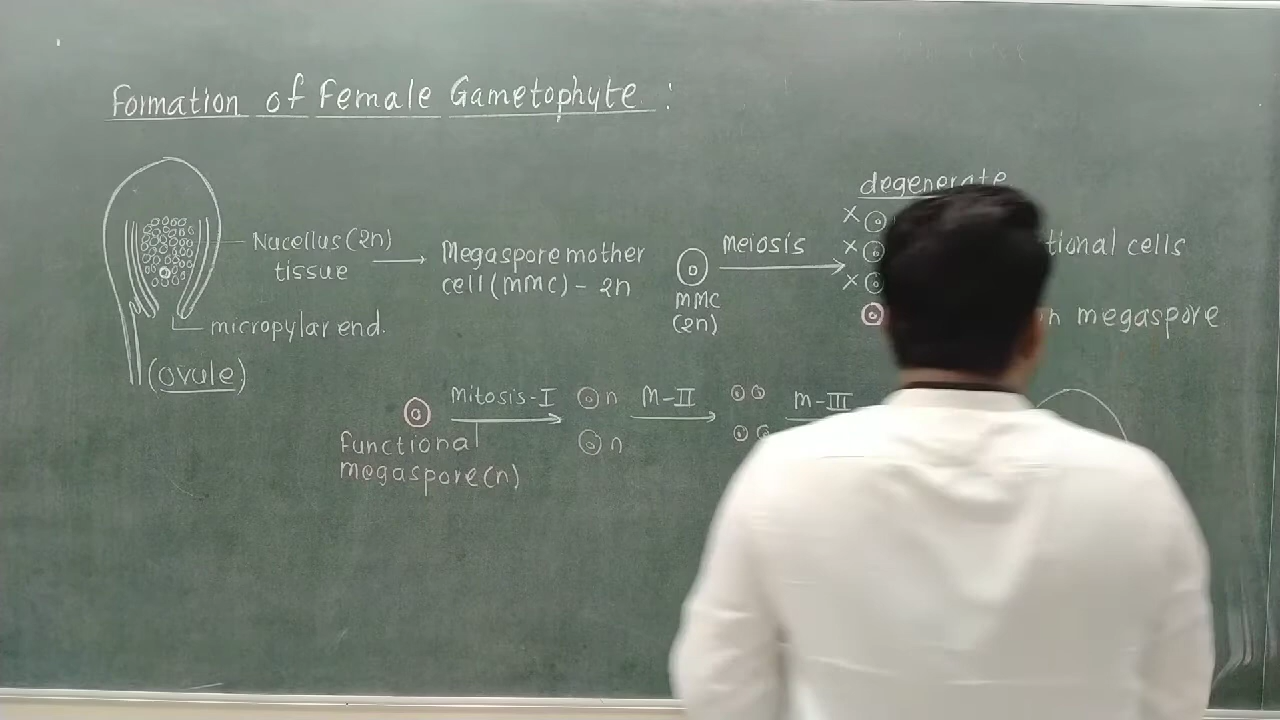 Formation of Female Gametophyte :
degenerate
Nucellus (2n)
tissue
Megaspore mother
cell (MMC) - 2n
Meiosis
MMC
(2n)
cells
megaspore
micropylar end.
(ovule)
Mitosis-I
n
n
M-II
M-III
functional
megaspore(n)